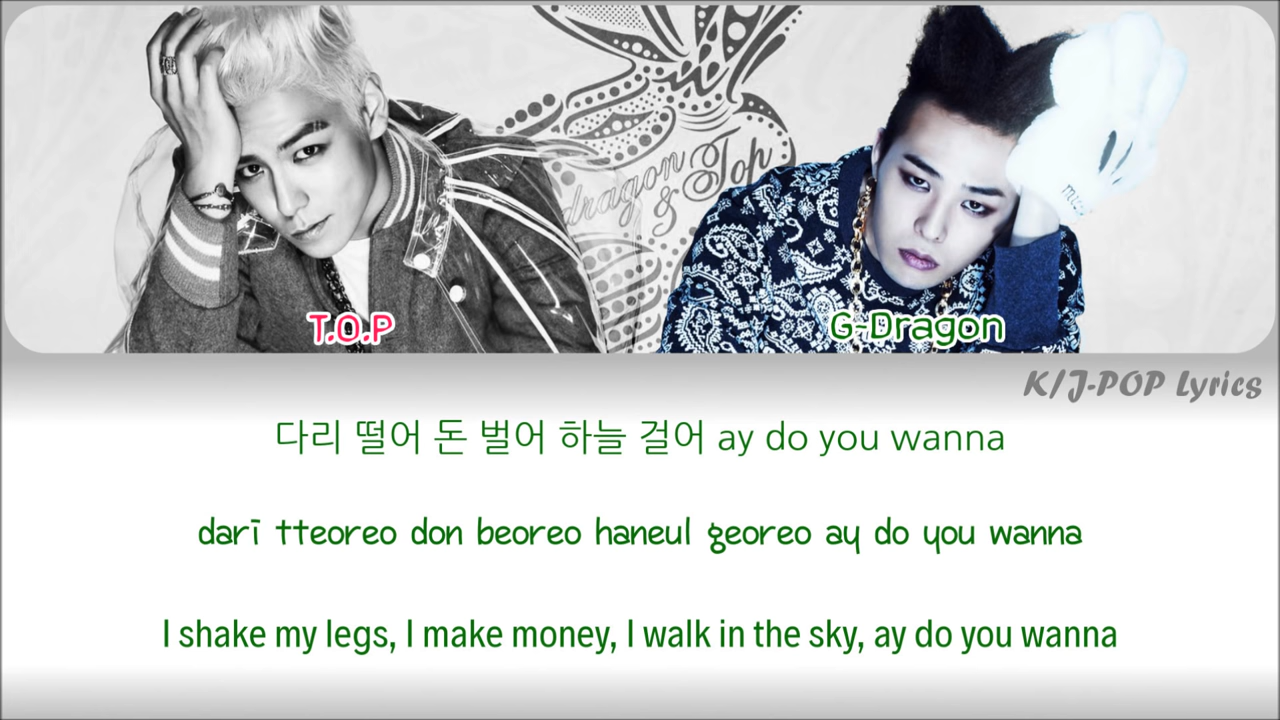 dragon
& Top
T.O.P
G-Dragon
K/J-POP Lyrics
다리 떨어 돈 벌어 하늘 걸어 ay do you wanna
dari tteoreo don beoreo haneul georeo ay do you wanna
I shake my legs, I make money, I walk in the sky, ay do you wanna